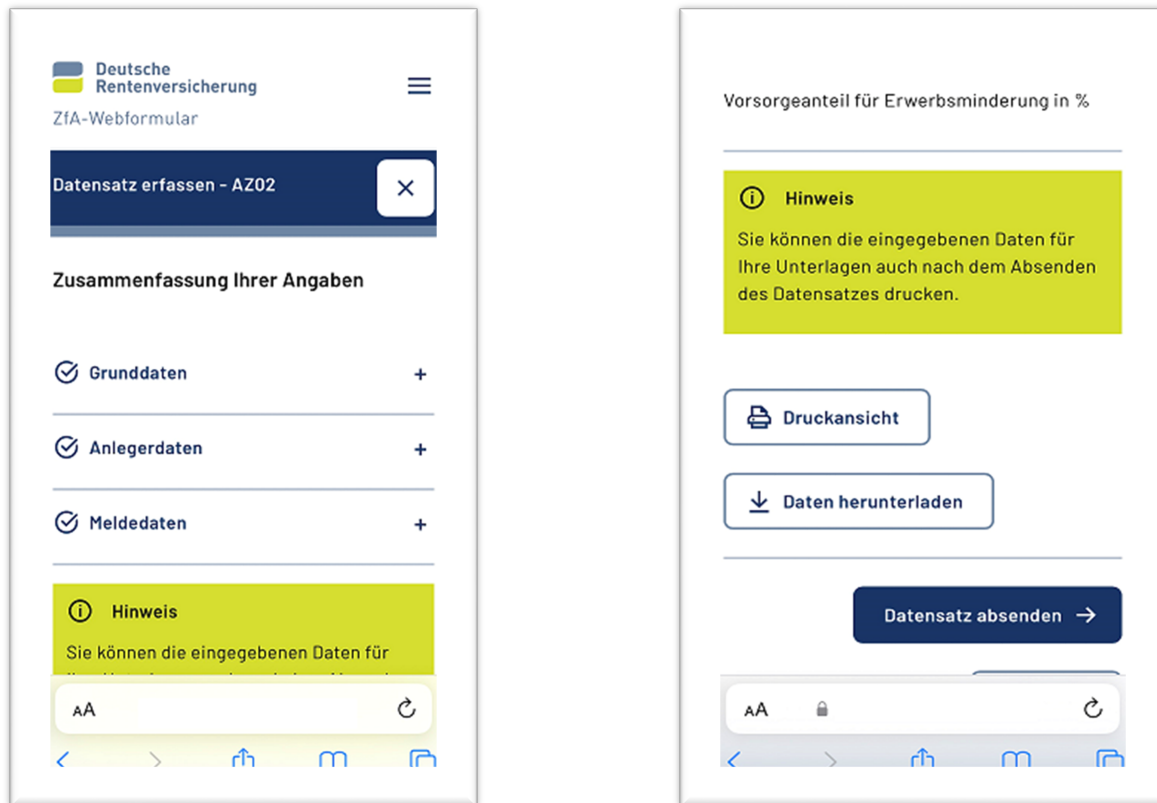 Deutsche
Rentenversicherung
ZfA-Webformular
Datensatz erfassen - AZ02
Zusammenfassung Ihrer Angaben
Grunddaten
Anlegerdaten
Meldedaten
Hinweis
Sie können die eingegebenen Daten für
AA
Vorsorgeanteil für Erwerbsminderung in %
Hinweis
Sie können die eingegebenen Daten für
Ihre Unterlagen auch nach dem Absenden
des Datensatzes drucken.
Druckansicht
Daten herunterladen
Datensatz absenden
AA